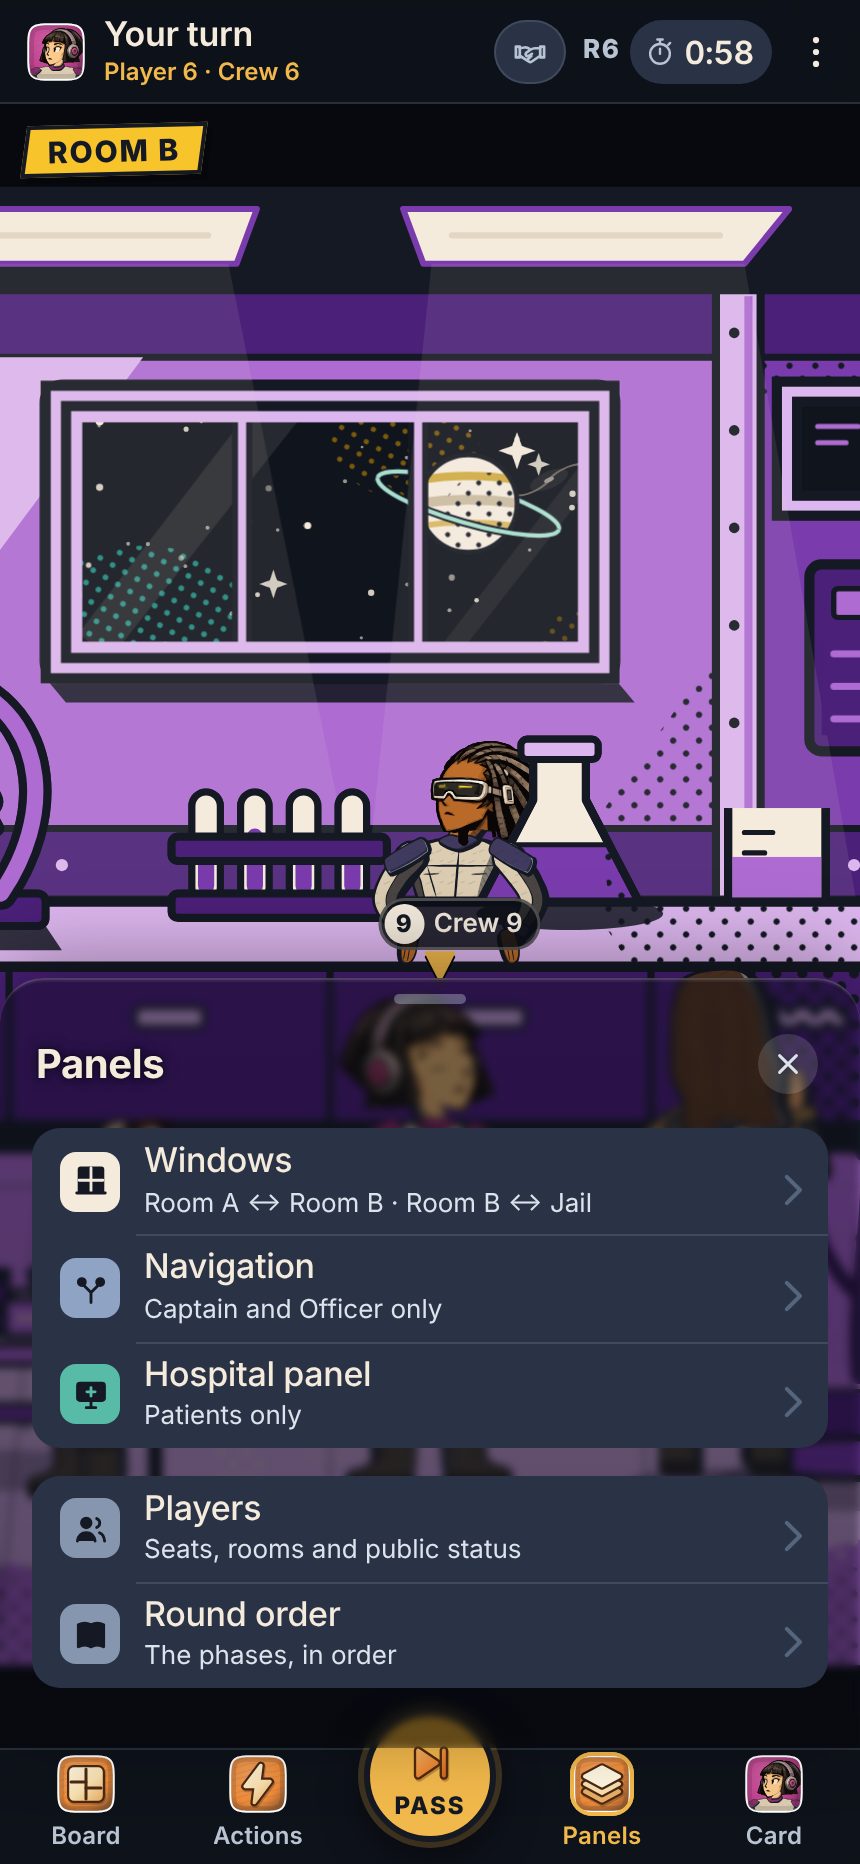 Your turn
Player 6 · Crew 6
R6
0:58
ROOM B
9 Crew 9
Panels
Windows
Room A ↔ Room B · Room B ↔ Jail
Navigation
Captain and Officer only
Hospital panel
Patients only
Players
Seats, rooms and public status
Round order
The phases, in order
Board
Actions
PASS
Panels
Card